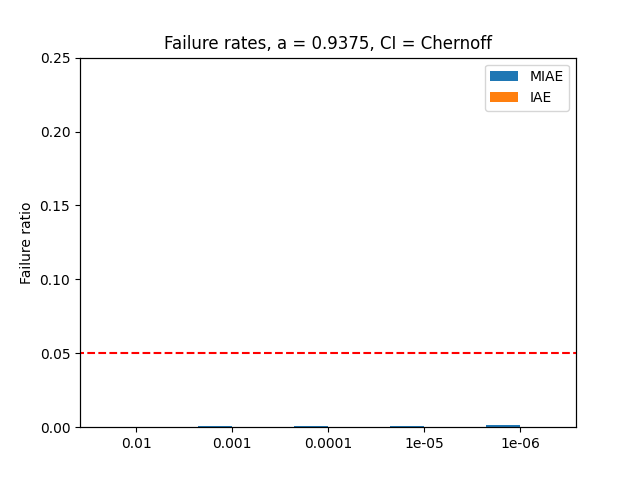 Failure rates, a = 0.9375, CI = Chernoff
MIAE
IAE
Failure ratio
0.25
0.20
0.15
0.10
0.05
0.00
0.01
0.001
0.0001
1e-05
1e-06